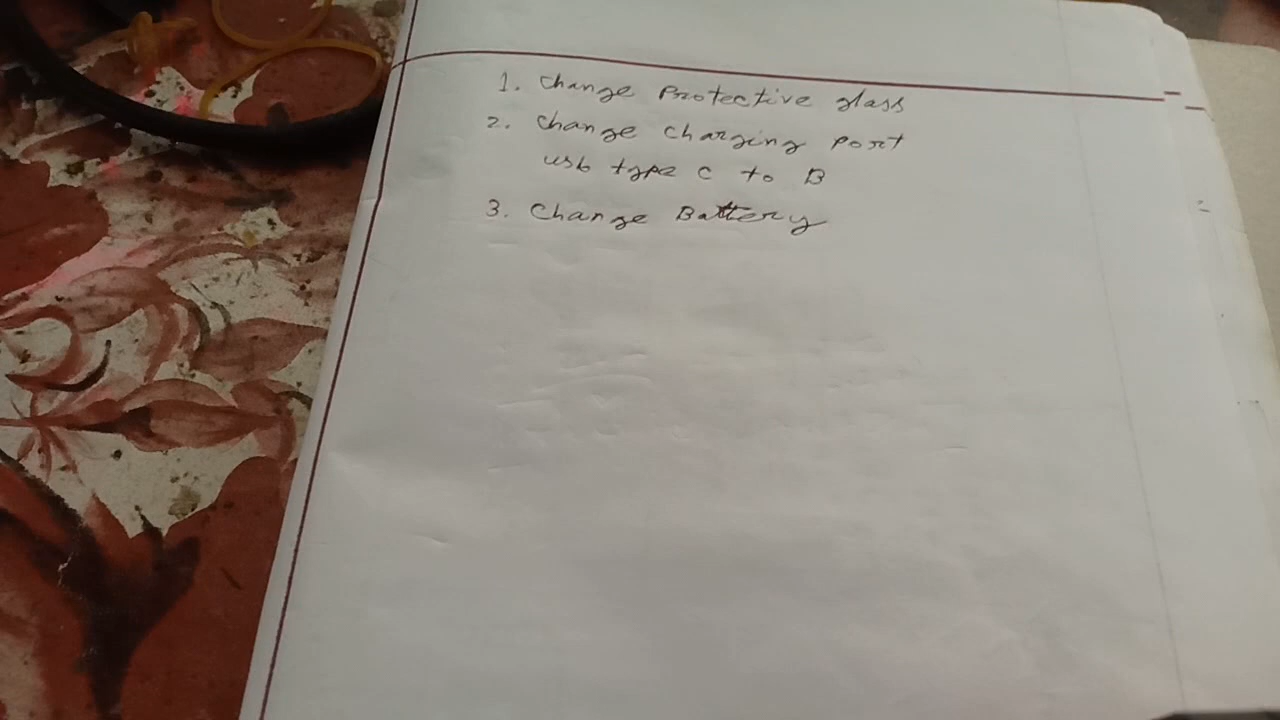 1. Change Protective glass
2. Change Charging port
usb type C to B
3. Change Battery